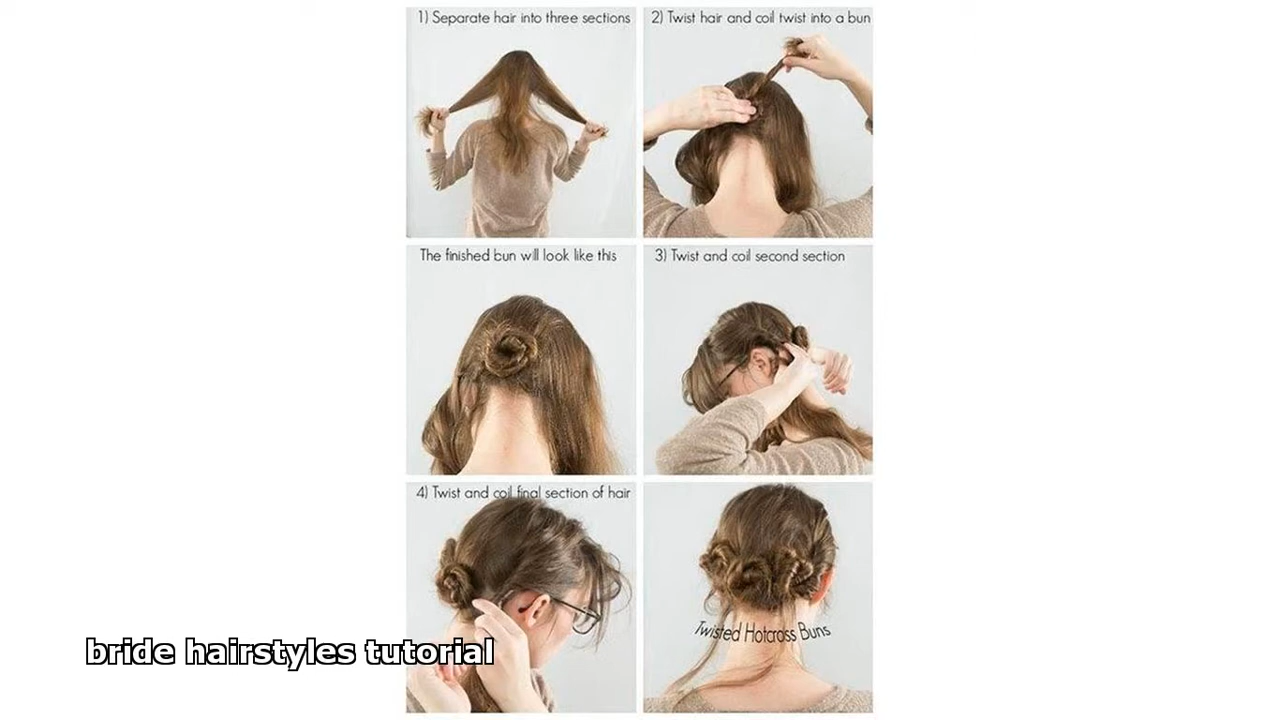 1) Separate hair into three sections
2) Twist hair and coil twist into a bun
The finished bun will look like this
3) Twist and coil second section
4) Twist and coil final section of hair
Twisted Hotcross Buns
bride hairstyles tutorial